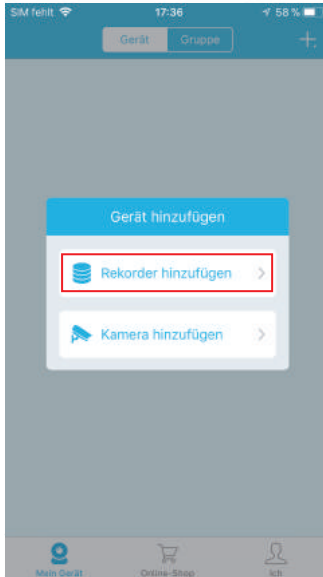 SIM fehlt 17:36 58 %
Gerät Gruppe
Gerät hinzufügen
Rekorder hinzufügen
Kamera hinzufügen
Mein Gerät Online-Shop Ich